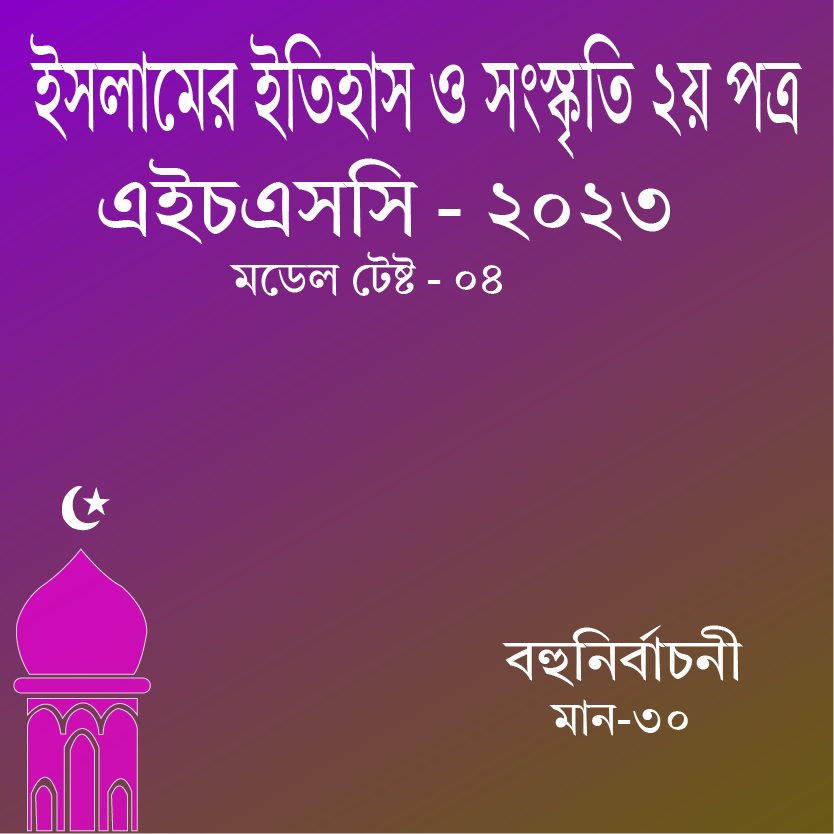 ইসলামের ইতিহাস ও সংস্কৃতি ২য় পত্র
এইচএসসি - ২০২৩
মডেল টেষ্ট - ০৪
বহুনির্বাচনী
মান-৩০